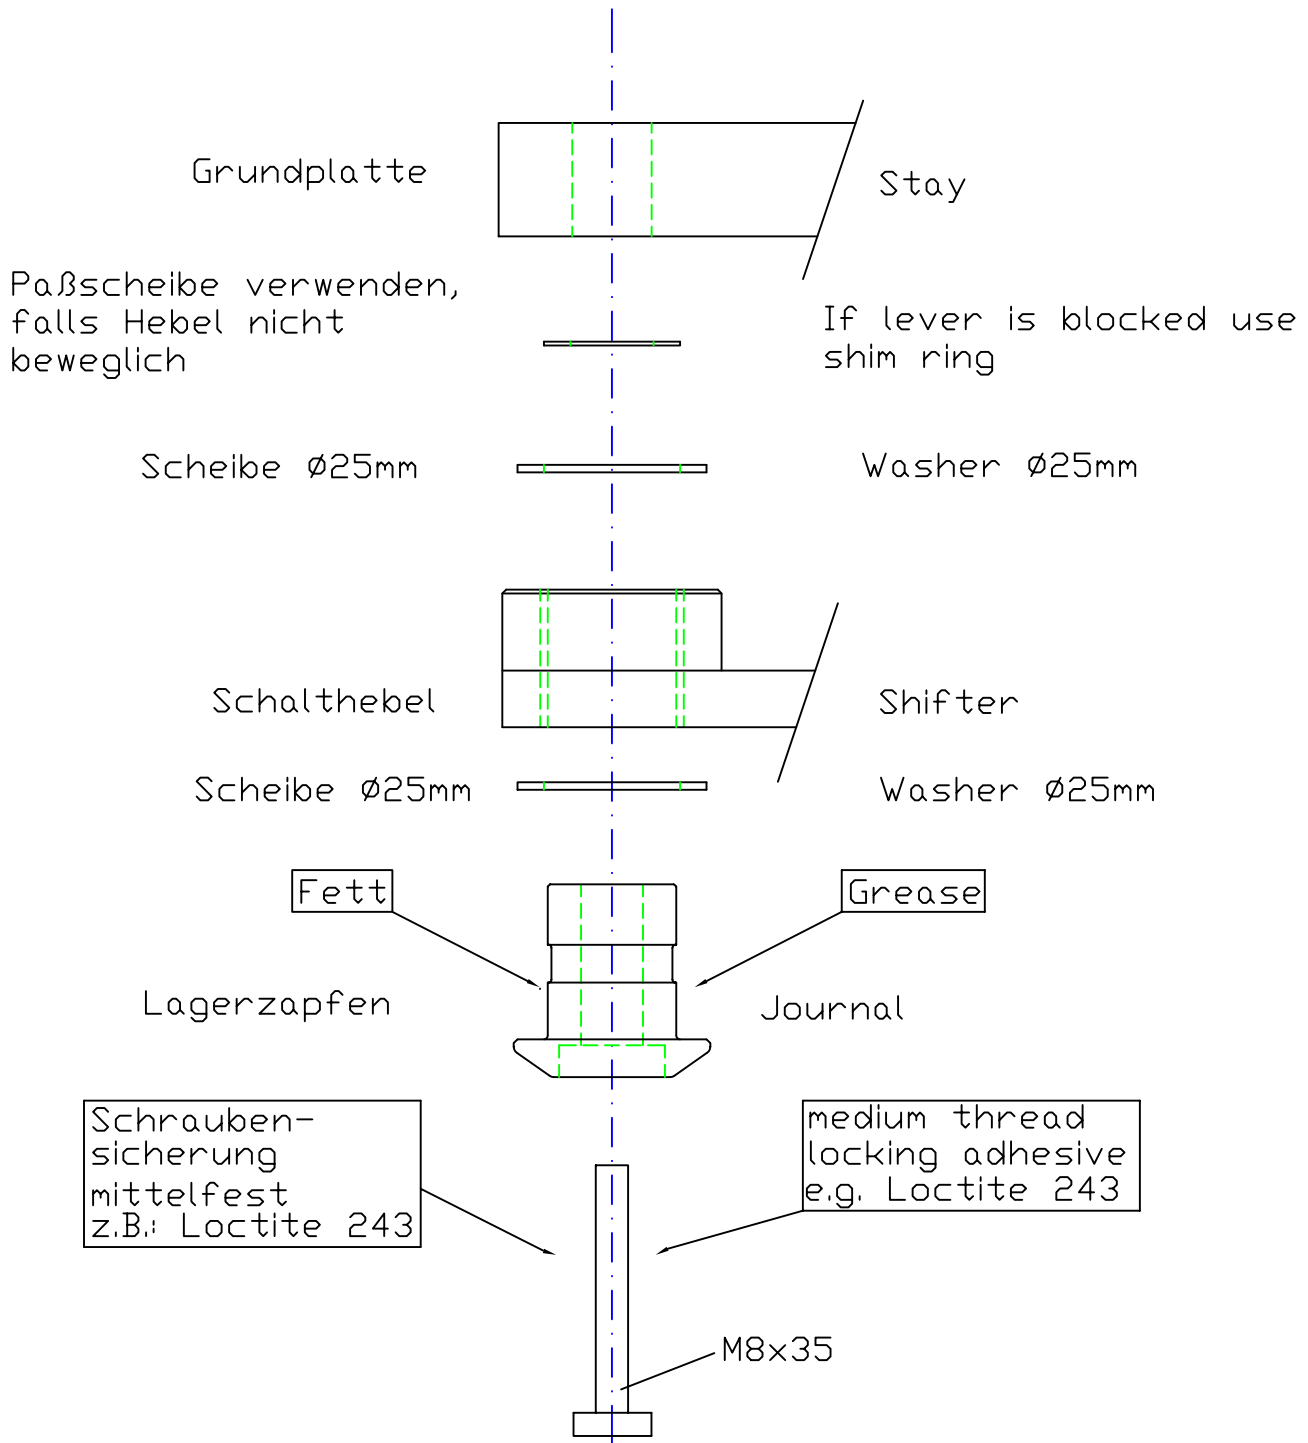 Grundplatte
Stay
Paßscheibe verwenden,
falls Hebel nicht
beweglich
If lever is blocked use
shim ring
Scheibe Ø25mm
Washer Ø25mm
Schalthebel
Shifter
Scheibe Ø25mm
Washer Ø25mm
Fett
Grease
Lagerzapfen
Journal
Schrauben-
sicherung
mittelfest
z.B.: Loctite 243
medium thread
locking adhesive
e.g. Loctite 243
M8x35